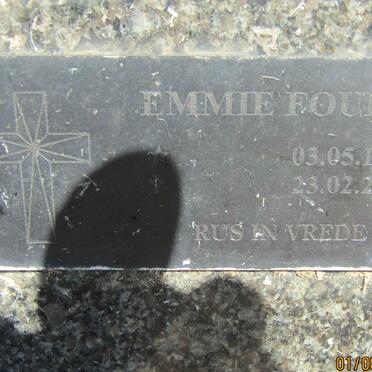 EMMIE FOU
03.05.1
23.02.2
RUS IN VREDE
01/0